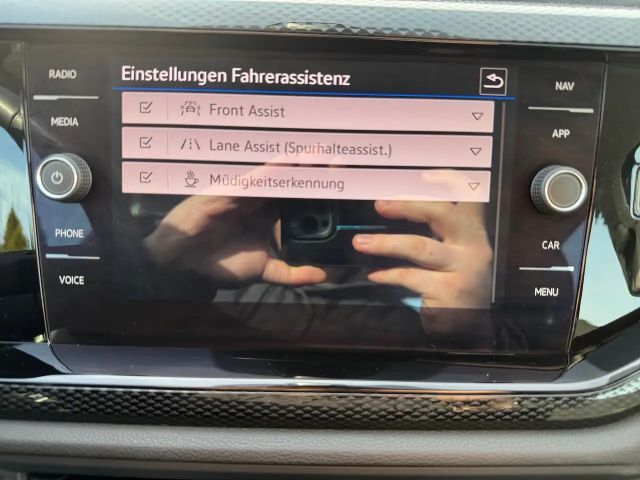 Einstellungen Fahrerassistenz
Front Assist
Lane Assist (Spurhalteassist.)
Müdigkeitserkennung
RADIO
MEDIA
PHONE
VOICE
NAV
APP
CAR
MENU